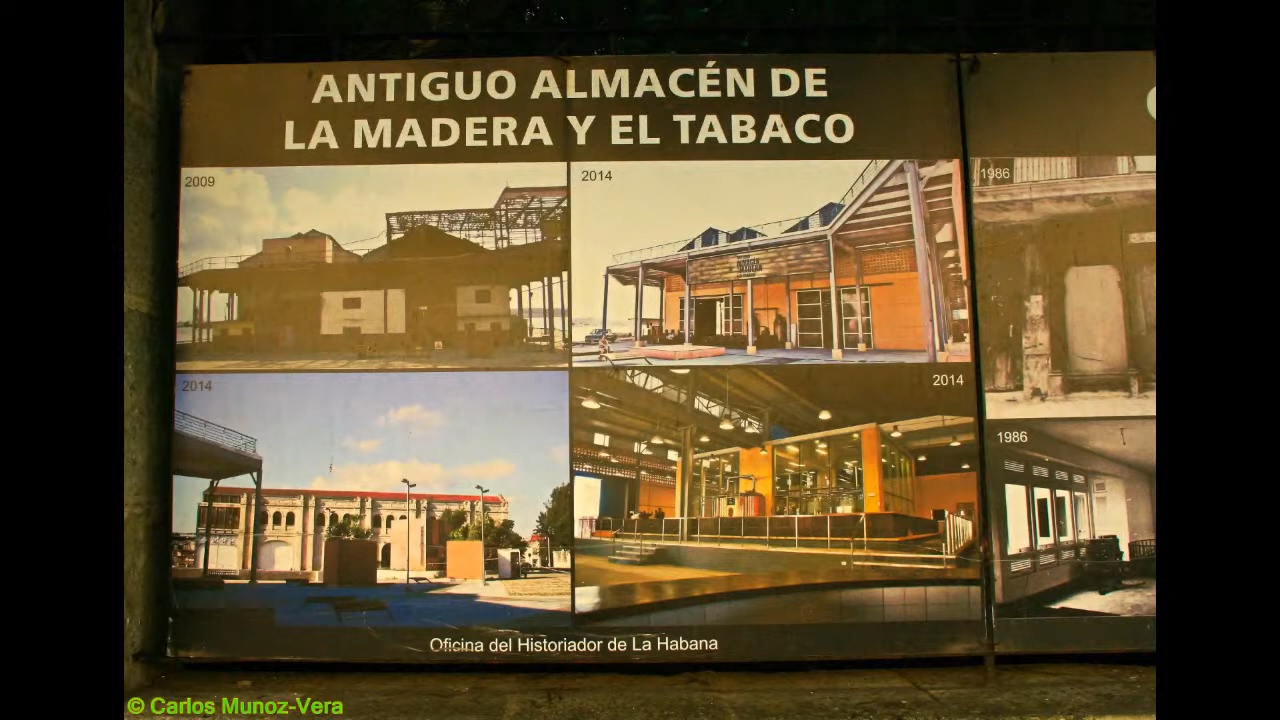 ANTIGUO ALMACÉN DE
LA MADERA Y EL TABACO
2009
2014
1986
2014
2014
1986
Oficina del Historiador de La Habana
© Carlos Munoz-Vera